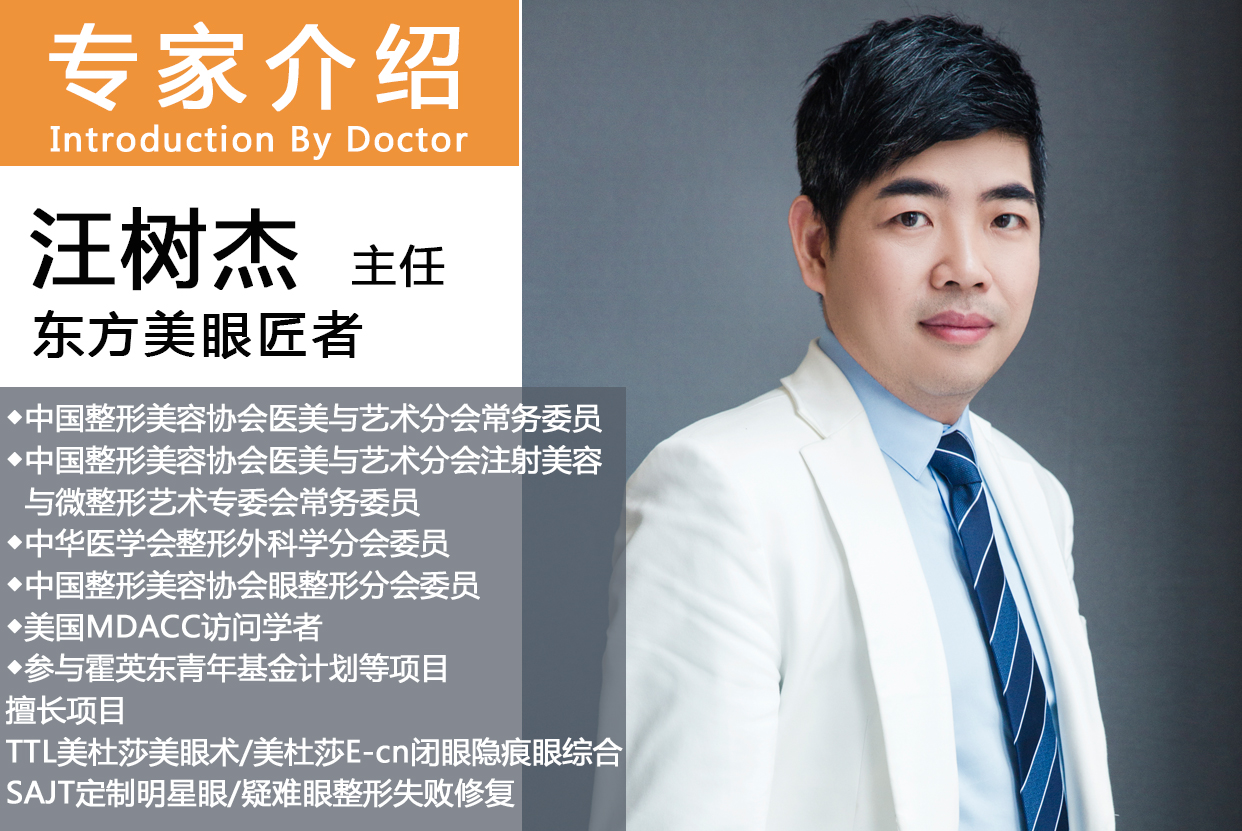 专家介绍
Introduction By Doctor
汪树杰 主任
东方美眼匠者
◆中国整形美容协会医美与艺术分会常务委员
◆中国整形美容协会医美与艺术分会注射美容
与微整形艺术专委会常务委员
◆中华医学会整形外科学分会委员
◆中国整形美容协会眼整形分会委员
◆美国MDACC访问学者
◆参与霍英东青年基金计划等项目
擅长项目
TTL美杜莎美眼术/美杜莎E-cn闭眼隐痕眼综合
SAJT定制明星眼/疑难眼整形失败修复